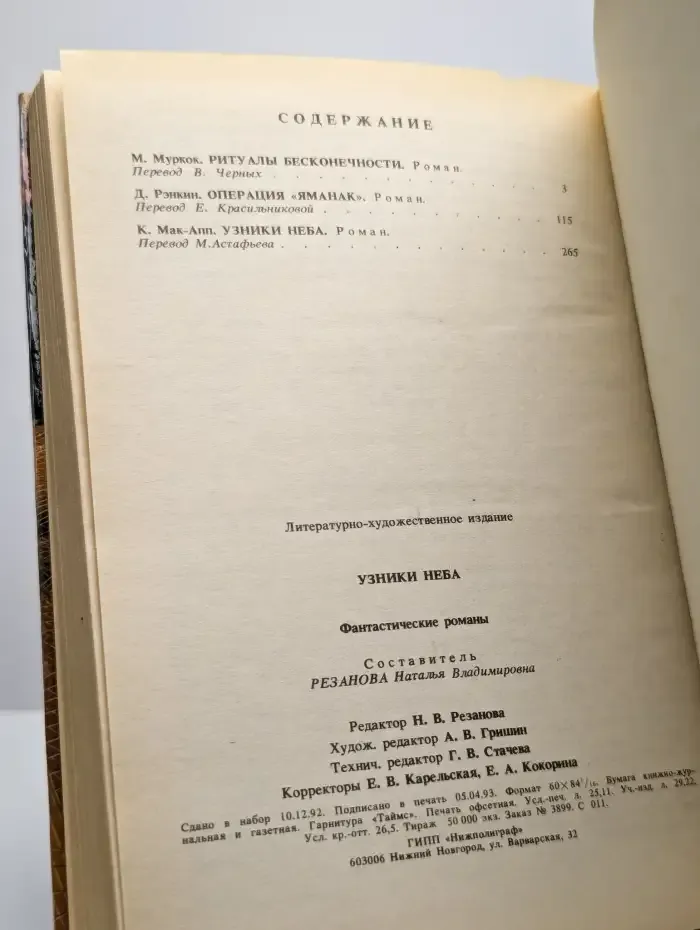 СОДЕРЖАНИЕ
М. Муркок. РИТУАЛЫ БЕСКОНЕЧНОСТИ. Роман.
Перевод В. Черных . . . . . . . . . . . . 3
Д. Рэнкин. ОПЕРАЦИЯ «ЯМАНАК». Роман.
Перевод Е. Красильниковой . . . . . . . . . . 115
К. Мак-Апп. УЗНИКИ НЕБА. Роман.
Перевод М.Астафьева . . . . . . . . . . . . 265
Литературно-художественное издание
УЗНИКИ НЕБА
Фантастические романы
Составитель
РЕЗАНОВА Наталья Владимировна
Редактор Н. В. Резанова
Худож. редактор А. В. Гришин
Технич. редактор Г. В. Стачева
Корректоры Е. В. Карельская, Е. А. Кокорина
Сдано в набор 10.12.92. Подписано в печать 05.04.93. Формат 60×84¹/₁₆. Бумага книжно-жур-
нальная и газетная. Гарнитура «Таймс». Печать офсетная. Усл.-печ. л. 25,11. Уч.-изд. л. 29,22.
Усл. кр.-отт. 26,5. Тираж 50 000 экз. Заказ № 3899. С 011.
ГИПП «Нижполиграф»
603006 Нижний Новгород, ул. Варварская, 32